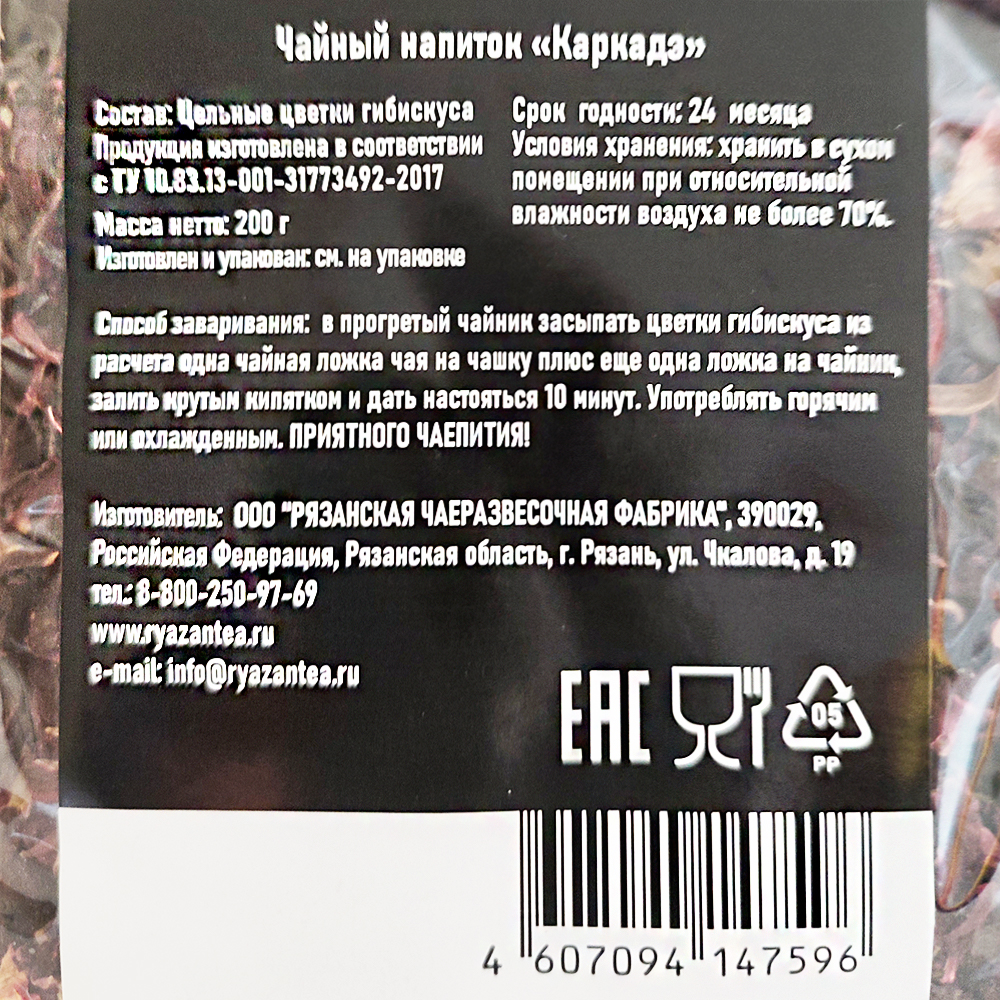 Чайный напиток «Каркадэ»
Состав: Цельные цветки гибискуса
Продукция изготовлена в соответствии
с ТУ 10.83.13-001-31773492-2017
Масса нетто: 200 г
Изготовлен и упакован: см. на упаковке
Срок годности: 24 месяца
Условия хранения: хранить в сухом
помещении при относительной
влажности воздуха не более 70%.
Способ заваривания: в прогретый чайник засыпать цветки гибискуса из
расчета одна чайная ложка чая на чашку плюс еще одна ложка на чайник,
залить крутым кипятком и дать настояться 10 минут. Употреблять горячим
или охлажденным. ПРИЯТНОГО ЧАЕПИТИЯ!
Изготовитель: ООО "РЯЗАНСКАЯ ЧАЕРАЗВЕСОЧНАЯ ФАБРИКА", 390029,
Российская Федерация, Рязанская область, г. Рязань, ул. Чкалова, д. 19
тел.: 8-800-250-97-69
www.ryazantea.ru
e-mail: info@ryazantea.ru
EAC
05
PP
4 607094 147596